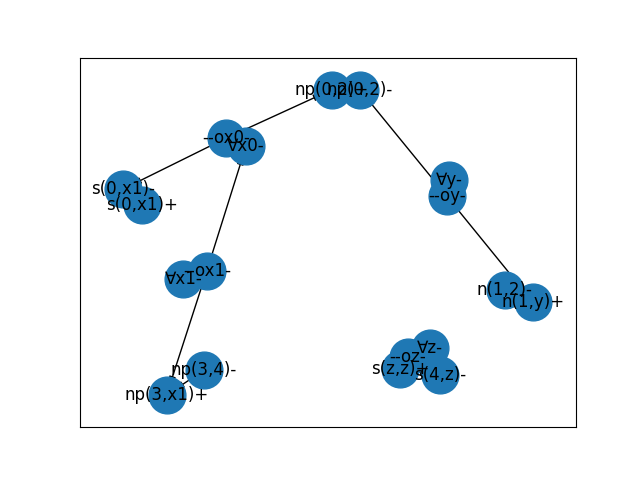 np(0,2)+ np(0,2)-
--ox0-
∀x0-
∀y-
s(0,x1)-
--oy-
s(0,x1)+
--ox1-
∀x1-
n(1,2)-
n(1,y)+
∀z-
--oz-
np(3,4)-
s(z,z)+
s(4,z)-
np(3,x1)+